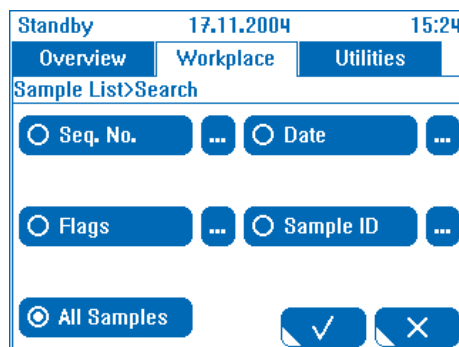 Standby 17.11.2004 15:24
Overview Workplace Utilities
Sample List>Search
Seq. No. ... Date ...
Flags ... Sample ID ...
All Samples